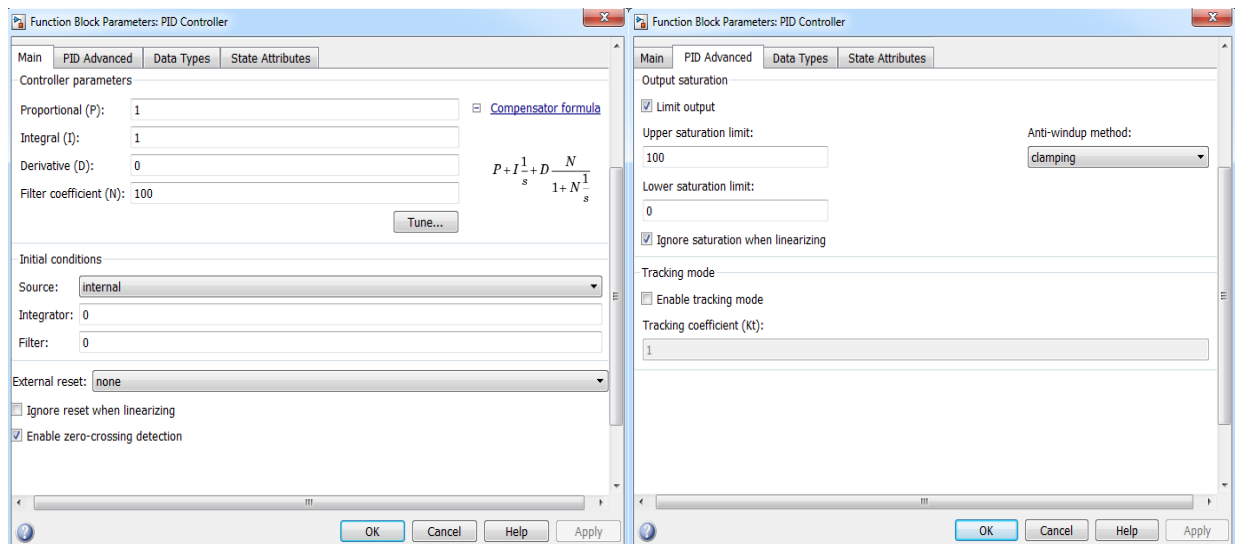 Function Block Parameters: PID Controller
Main PID Advanced Data Types State Attributes
Controller parameters
Proportional (P): 1
Compensator formula
Integral (I): 1
Derivative (D): 0
Filter coefficient (N): 100
P+I 1/s +D N/(1+N 1/s)
Tune...
Initial conditions
Source: internal
Integrator: 0
Filter: 0
External reset: none
Ignore reset when linearizing
Enable zero-crossing detection
OK Cancel Help Apply
Function Block Parameters: PID Controller
Main PID Advanced Data Types State Attributes
Output saturation
Limit output
Upper saturation limit: Anti-windup method:
100 clamping
Lower saturation limit:
0
Ignore saturation when linearizing
Tracking mode
Enable tracking mode
Tracking coefficient (Kt):
1
OK Cancel Help Apply